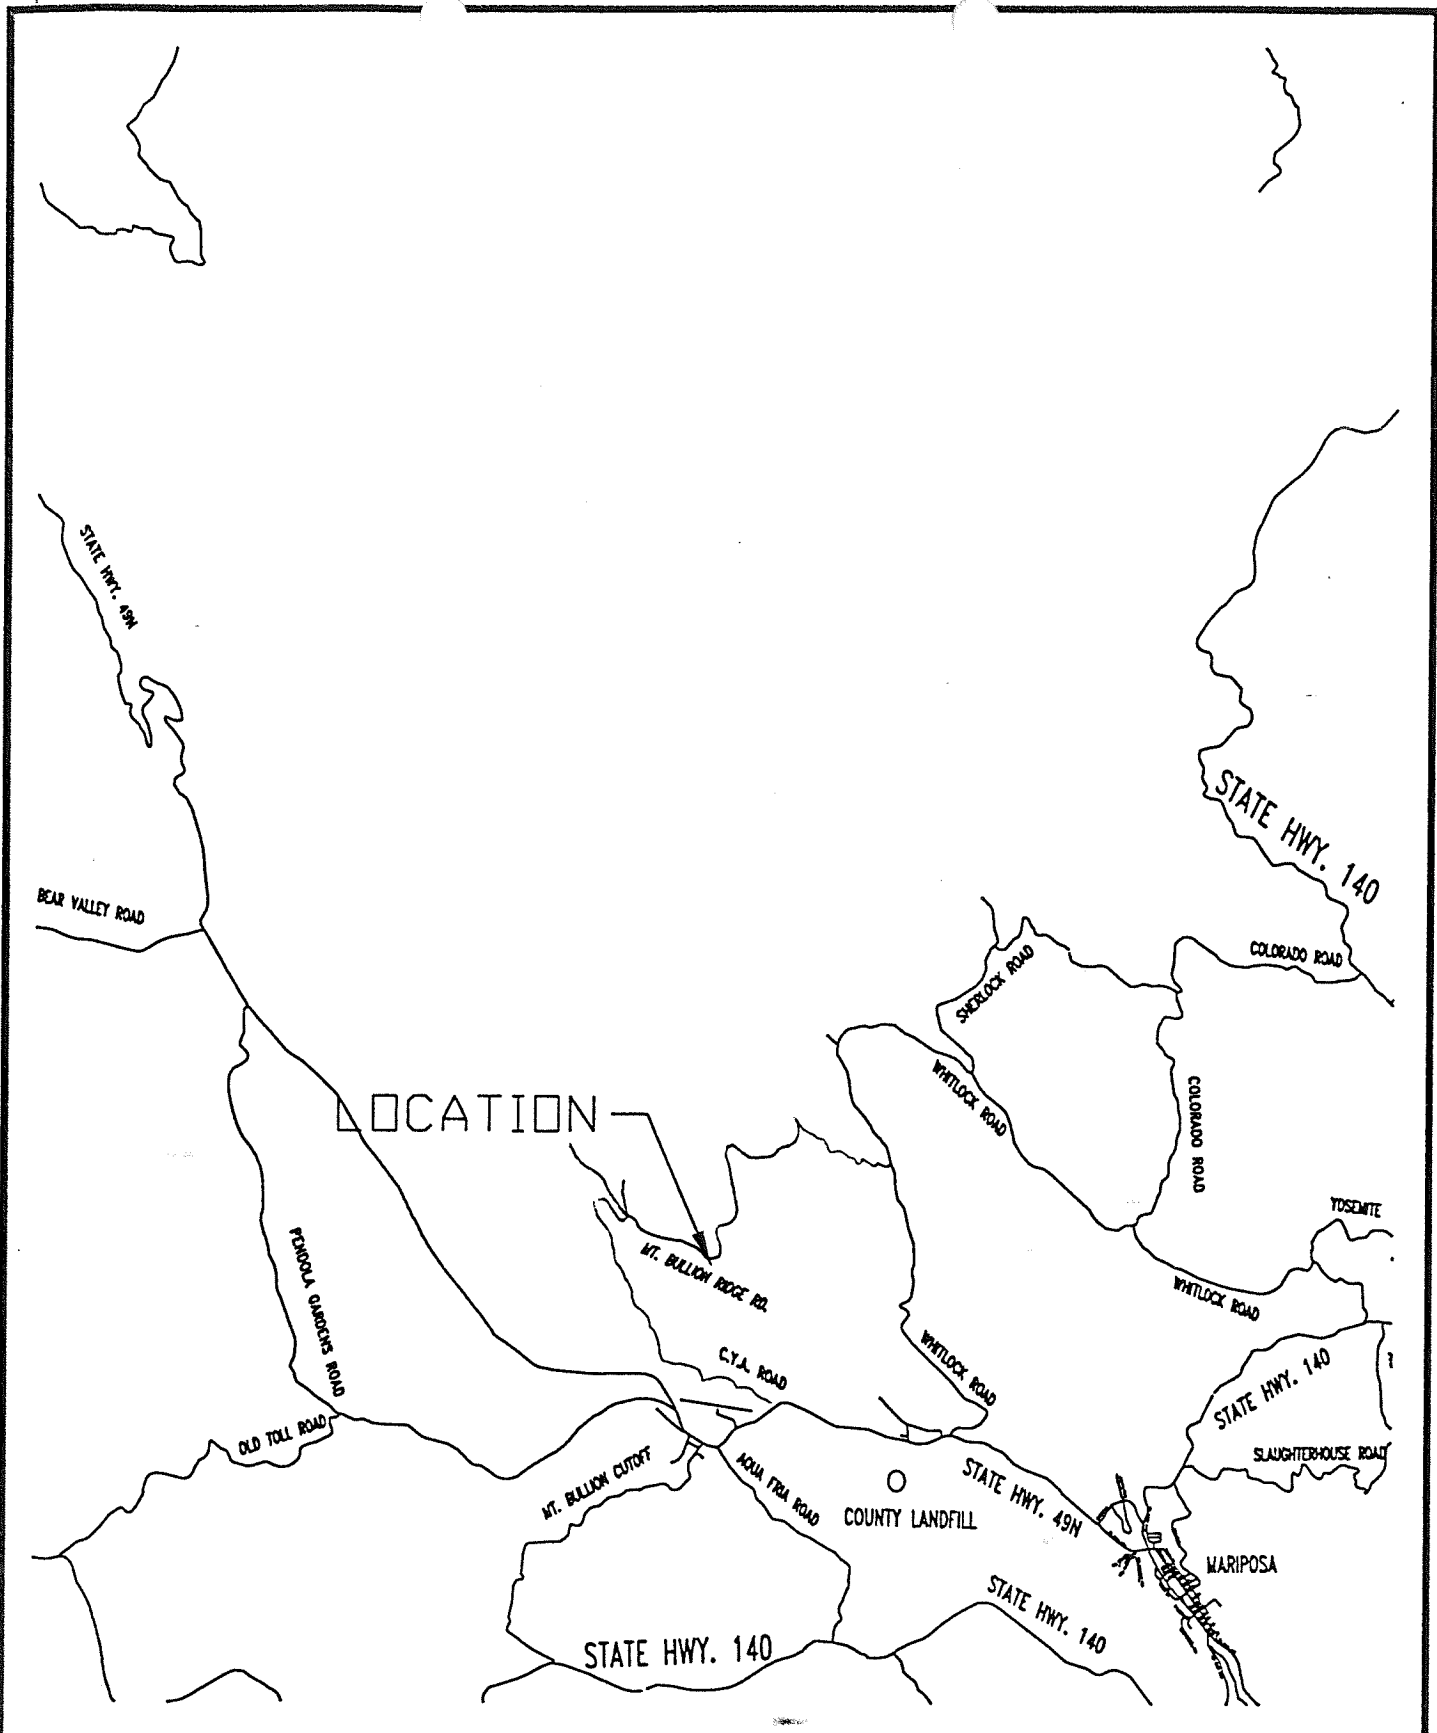 STATE HWY. 49N
STATE HWY. 140
BEAR VALLEY ROAD
COLORADO ROAD
SHERLOCK ROAD
WHITLOCK ROAD
COLORADO ROAD
LOCATION
YOSEMITE
MT. BULLION RIDGE RD.
WHITLOCK ROAD
PENDOLA GARDENS ROAD
C.Y.A. ROAD
WHITLOCK ROAD
STATE HWY. 140
OLD TOLL ROAD
SLAUGHTERHOUSE ROAD
MT. BULLION CUTOFF
AQUA FRIA ROAD
STATE HWY. 49N
COUNTY LANDFILL
MARIPOSA
STATE HWY. 140
STATE HWY. 140